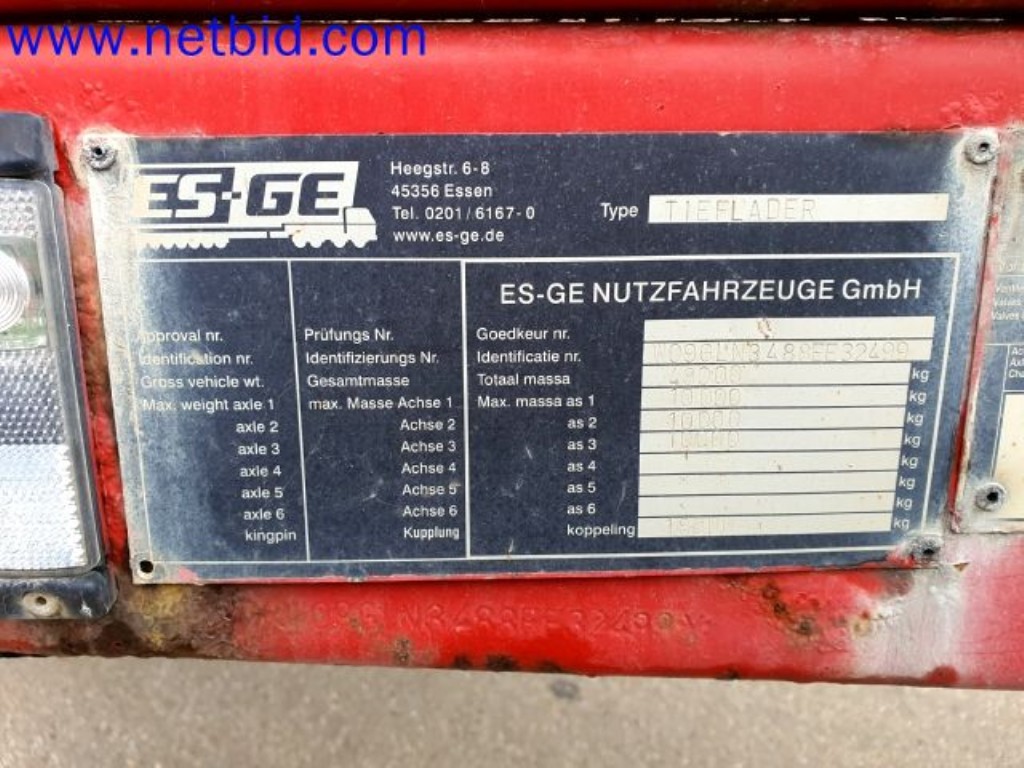 www.netbid.com
ES-GE
Heegstr. 6-8
45356 Essen
Tel. 0201/6167-0
www.es-ge.de
Type TIEFLADER
ES-GE NUTZFAHRZEUGE GmbH
Approval nr. Prüfungs Nr. Goedkeur nr.
Identification nr. Identifizierungs Nr. Identificatie nr.
Gross vehicle wt. Gesamtmasse Totaal massa kg
Max. weight axle 1 max. Masse Achse 1 Max. massa as 1 10000 kg
axle 2 Achse 2 as 2 10000 kg
axle 3 Achse 3 as 3 10000 kg
axle 4 Achse 4 as 4 kg
axle 5 Achse 5 as 5 kg
axle 6 Achse 6 as 6 kg
kingpin Kupplung koppeling kg